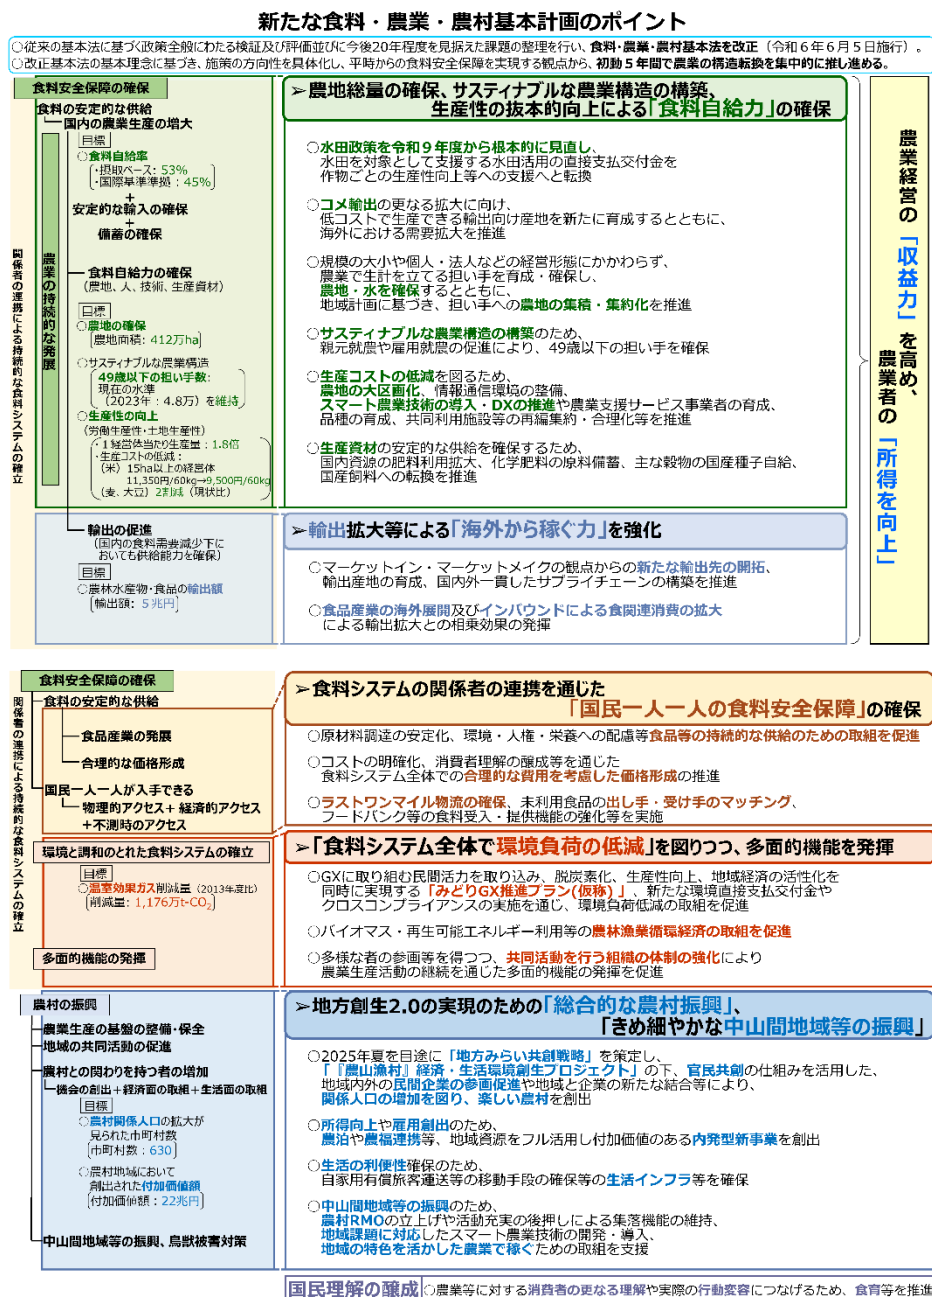 新たな食料・農業・農村基本計画のポイント
○従来の基本法に基づく政策全般にわたる検証及び評価並びに今後20年程度を見据えた課題の整理を行い、食料・農業・農村基本法を改正（令和６年６月５日施行）。
○改正基本法の基本理念に基づき、施策の方向性を具体化し、平時からの食料安全保障を実現する観点から、初動５年間で農業の構造転換を集中的に推し進める。
食料安全保障の確保
食料の安定的な供給
国内の農業生産の増大
目標
○食料自給率
・摂取ベース：53%
・国際基準準拠：45%
+
安定的な輸入の確保
+
備蓄の確保
食料自給力の確保
（農地、人、技術、生産資材）
目標
○農地の確保
農地面積：412万ha
○サスティナブルな農業構造
49歳以下の担い手数：
現在の水準
（2023年：4.8万）を維持
○生産性の向上
（労働生産性・土地生産性）
・１経営体当たり生産量：1.8倍
・生産コストの低減：
（米）15ha以上の経営体
11,350円/60kg→9,500円/60kg
（麦、大豆）2割減（現状比）
農業の持続的な発展
関係者の連携による持続的な食料システムの確立
➢農地総量の確保、サスティナブルな農業構造の構築、
生産性の抜本的向上による「食料自給力」の確保
○水田政策を令和９年度から根本的に見直し、
水田を対象として支援する水田活用の直接支払交付金を
作物ごとの生産性向上等への支援へと転換
○コメ輸出の更なる拡大に向け、
低コストで生産できる輸出向け産地を新たに育成するとともに、
海外における需要拡大を推進
○規模の大小や個人・法人などの経営形態にかかわらず、
農業で生計を立てる担い手を育成・確保し、
農地・水を確保するとともに、
地域計画に基づき、担い手への農地の集積・集約化を推進
○サスティナブルな農業構造の構築のため、
親元就農や雇用就農の促進により、49歳以下の担い手を確保
○生産コストの低減を図るため、
農地の大区画化、情報通信環境の整備、
スマート農業技術の導入・DXの推進や農業支援サービス事業者の育成、
品種の育成、共同利用施設等の再編集約・合理化等を推進
○生産資材の安定的な供給を確保するため、
国内資源の肥料利用拡大、化学肥料の原料備蓄、主な穀物の国産種子自給、
国産飼料への転換を推進
輸出の促進
（国内の食料需要減少下に
おいても供給能力を確保）
目標
○農林水産物・食品の輸出額
輸出額：５兆円
➢輸出拡大等による「海外から稼ぐ力」を強化
○マーケットイン・マーケットメイクの観点からの新たな輸出先の開拓、
輸出産地の育成、国内外一貫したサプライチェーンの構築を推進
○食品産業の海外展開及びインバウンドによる食関連消費の拡大
による輸出拡大との相乗効果の発揮
農業経営の「収益力」を高め、
農業者の「所得を向上」
食料安全保障の確保
食料の安定的な供給
食品産業の発展
合理的な価格形成
国民一人一人が入手できる
物理的アクセス＋経済的アクセス
＋不測時のアクセス
関係者の連携による持続的な食料システムの確立
➢食料システムの関係者の連携を通じた
「国民一人一人の食料安全保障」の確保
○原材料調達の安定化、環境・人権・栄養への配慮等食品等の持続的な供給のための取組を促進
○コストの明確化、消費者理解の醸成等を通じた
食料システム全体での合理的な費用を考慮した価格形成の推進
○ラストワンマイル物流の確保、未利用食品の出し手・受け手のマッチング、
フードバンク等の食料受入・提供機能の強化等を実施
環境と調和のとれた食料システムの確立
目標
○温室効果ガス削減量（2013年度比）
削減量：1,176万t-CO₂
多面的機能の発揮
➢「食料システム全体で環境負荷の低減」を図りつつ、多面的機能を発揮
○GXに取り組む民間活力を取り込み、脱炭素化、生産性向上、地域経済の活性化を
同時に実現する「みどりGX推進プラン(仮称)」、新たな環境直接支払交付金や
クロスコンプライアンスの実施を通じ、環境負荷低減の取組を促進
○バイオマス・再生可能エネルギー利用等の農林漁業循環経済の取組を促進
○多様な者の参画等を得つつ、共同活動を行う組織の体制の強化により
農業生産活動の継続を通じた多面的機能の発揮を促進
農村の振興
農業生産の基盤の整備・保全
地域の共同活動の促進
農村との関わりを持つ者の増加
機会の創出＋経済面の取組＋生活面の取組
目標
○農村関係人口の拡大が
見られた市町村数
市町村数：630
○農村地域において
創出された付加価値額
付加価値額：22兆円
中山間地域等の振興、鳥獣被害対策
➢地方創生2.0の実現のための「総合的な農村振興」、
「きめ細やかな中山間地域等の振興」
○2025年夏を目途に「地方みらい共創戦略」を策定し、
「『農山漁村』経済・生活環境創生プロジェクト」の下、官民共創の仕組みを活用した、
地域内外の民間企業の参画促進や地域と企業の新たな結合等により、
関係人口の増加を図り、楽しい農村を創出
○所得向上や雇用創出のため、
農泊や農福連携等、地域資源をフル活用し付加価値のある内発型新事業を創出
○生活の利便性確保のため、
自家用有償旅客運送等の移動手段の確保等の生活インフラ等を確保
○中山間地域等の振興のため、
農村RMOの立上げや活動充実の後押しによる集落機能の維持、
地域課題に対応したスマート農業技術の開発・導入、
地域の特色を活かした農業で稼ぐための取組を支援
国民理解の醸成
○農業等に対する消費者の更なる理解や実際の行動変容につなげるため、食育等を推進